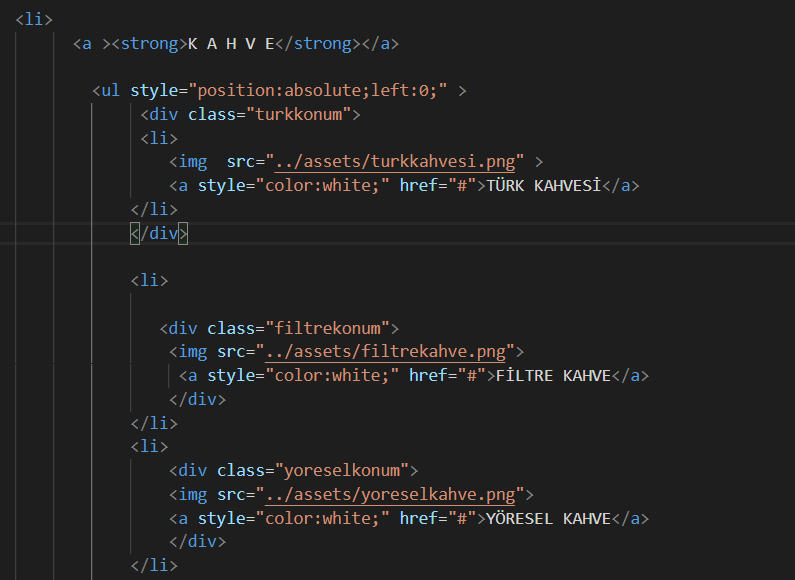 <li>
<a ><strong>K A H V E</strong></a>
<ul style="position:absolute;left:0;" >
<div class="turkkonum">
<li>
<img  src="../assets/turkkahvesi.png" >
<a style="color:white;" href="#">TÜRK KAHVESİ</a>
</li>
</div>
<li>
<div class="filtrekonum">
<img src="../assets/filtrekahve.png">
<a style="color:white;" href="#">FİLTRE KAHVE</a>
</div>
</li>
<li>
<div class="yoreselkonum">
<img src="../assets/yoreselkahve.png">
<a style="color:white;" href="#">YÖRESEL KAHVE</a>
</div>
</li>